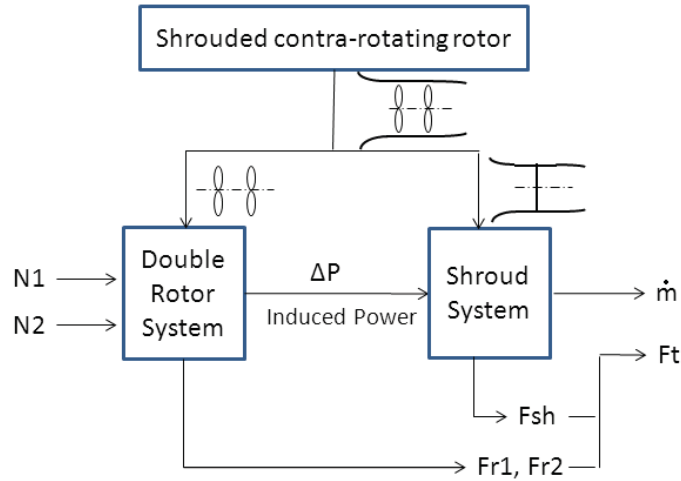 Shrouded contra-rotating rotor
N1
N2
Double
Rotor
System
ΔP
Induced Power
Shroud
System
ṁ
Ft
Fsh
Fr1, Fr2